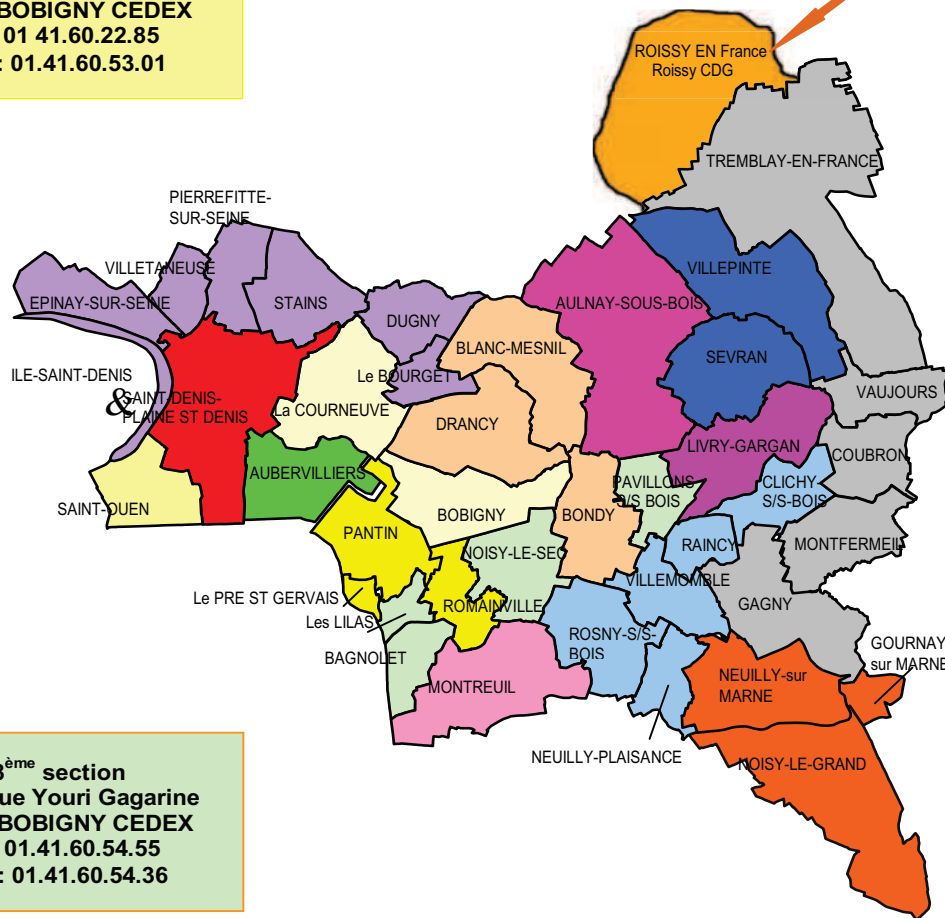 BOBIGNY CEDEX
01 41.60.22.85
: 01.41.60.53.01
ROISSY EN France
Roissy CDG
TREMBLAY-EN-FRANCE
PIERREFITTE-
SUR-SEINE
VILLETANEUSE
EPINAY-SUR-SEINE
STAINS
DUGNY
VILLEPINTE
AULNAY-SOUS-BOIS
BLANC-MESNIL
SEVRAN
ILE-SAINT-DENIS
&
SAINT-DENIS-
PLAINE ST DENIS
Le BOURGET
La COURNEUVE
VAUJOURS
DRANCY
LIVRY-GARGAN
COUBRON
AUBERVILLIERS
PAVILLONS
S/S BOIS
CLICHY-
S/S-BOIS
SAINT-OUEN
BOBIGNY
BONDY
PANTIN
RAINCY
MONTFERMEIL
NOISY-LE-SEC
VILLEMOMBLE
Le PRE ST GERVAIS
ROMAINVILLE
GAGNY
Les LILAS
ROSNY-S/S-
BOIS
BAGNOLET
GOURNAY
sur MARNE
MONTREUIL
NEUILLY-sur
MARNE
NEUILLY-PLAISANCE
NOISY-LE-GRAND
ème section
ue Youri Gagarine
BOBIGNY CEDEX
01.41.60.54.55
: 01.41.60.54.36